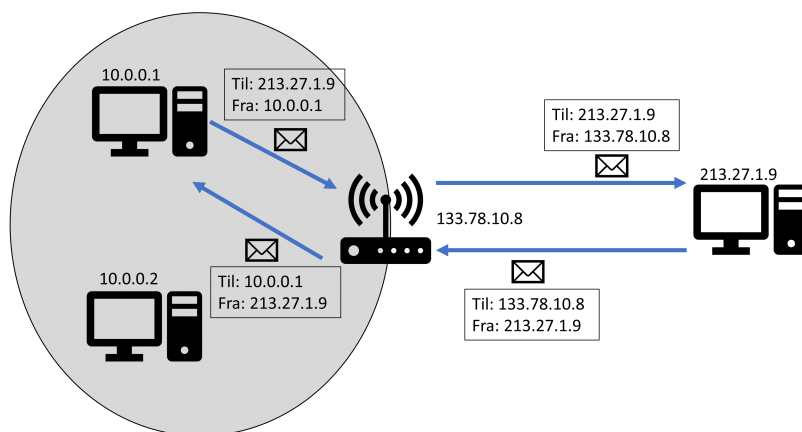 10.0.0.1
Til: 213.27.1.9
Fra: 10.0.0.1
Til: 213.27.1.9
Fra: 133.78.10.8
213.27.1.9
133.78.10.8
10.0.0.2
Til: 10.0.0.1
Fra: 213.27.1.9
Til: 133.78.10.8
Fra: 213.27.1.9